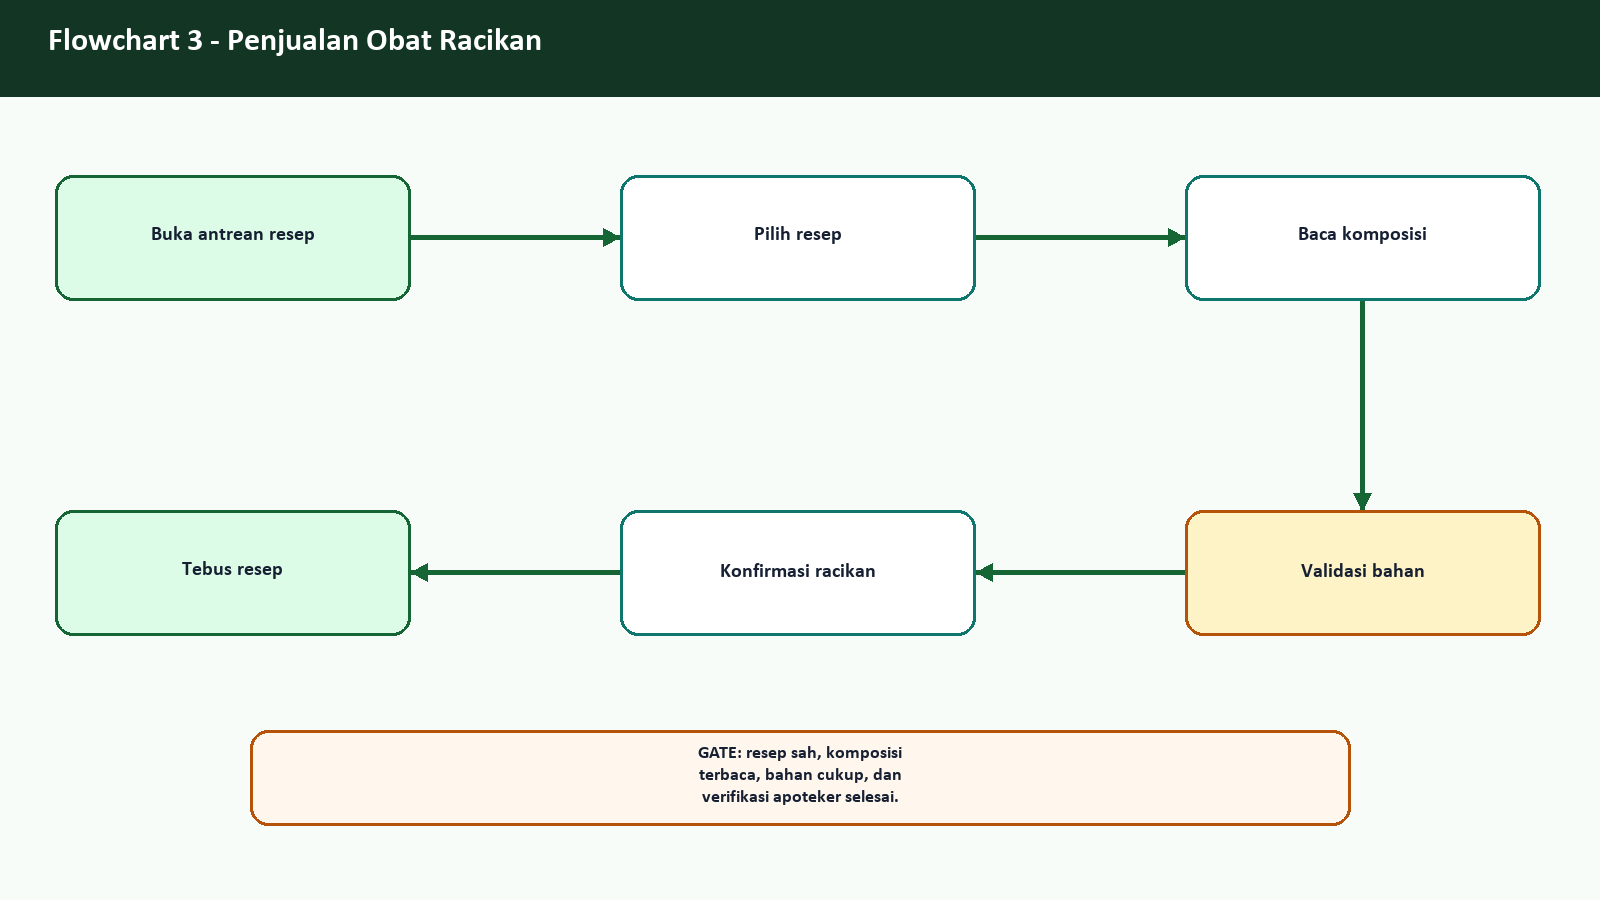 Flowchart 3 - Penjualan Obat Racikan
Buka antrean resep
Pilih resep
Baca komposisi
Validasi bahan
Konfirmasi racikan
Tebus resep
GATE: resep sah, komposisi
terbaca, bahan cukup, dan
verifikasi apoteker selesai.